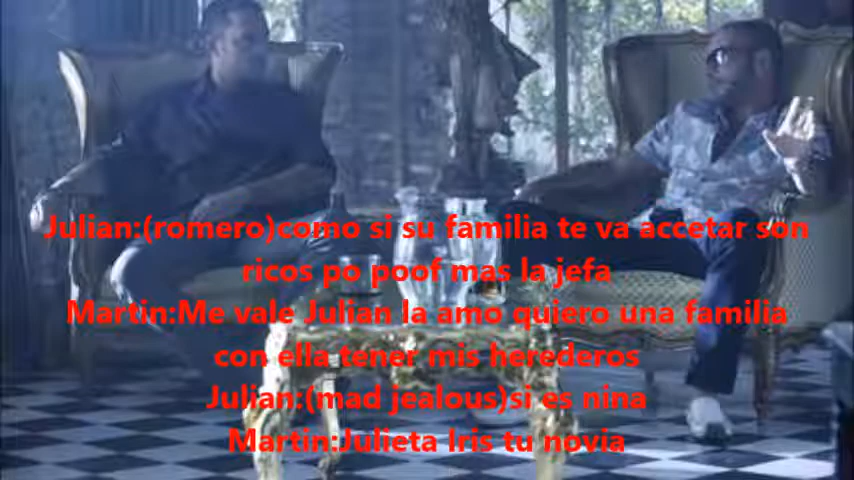 Julian:(romero)como si su familia te va accetar son
ricos po poof mas la jefa
Martin:Me vale Julian la amo quiero una familia
con ella tener mis herederos
Julian:(mad jealous)si es nina
Martin:Julieta Iris tu novia